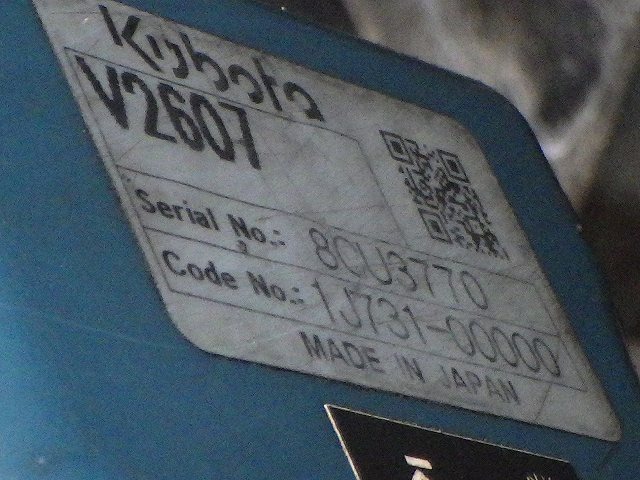 Kubota
V2607
Serial No.: 8CU3770
Code No.: 1J731-00000
MADE IN JAPAN